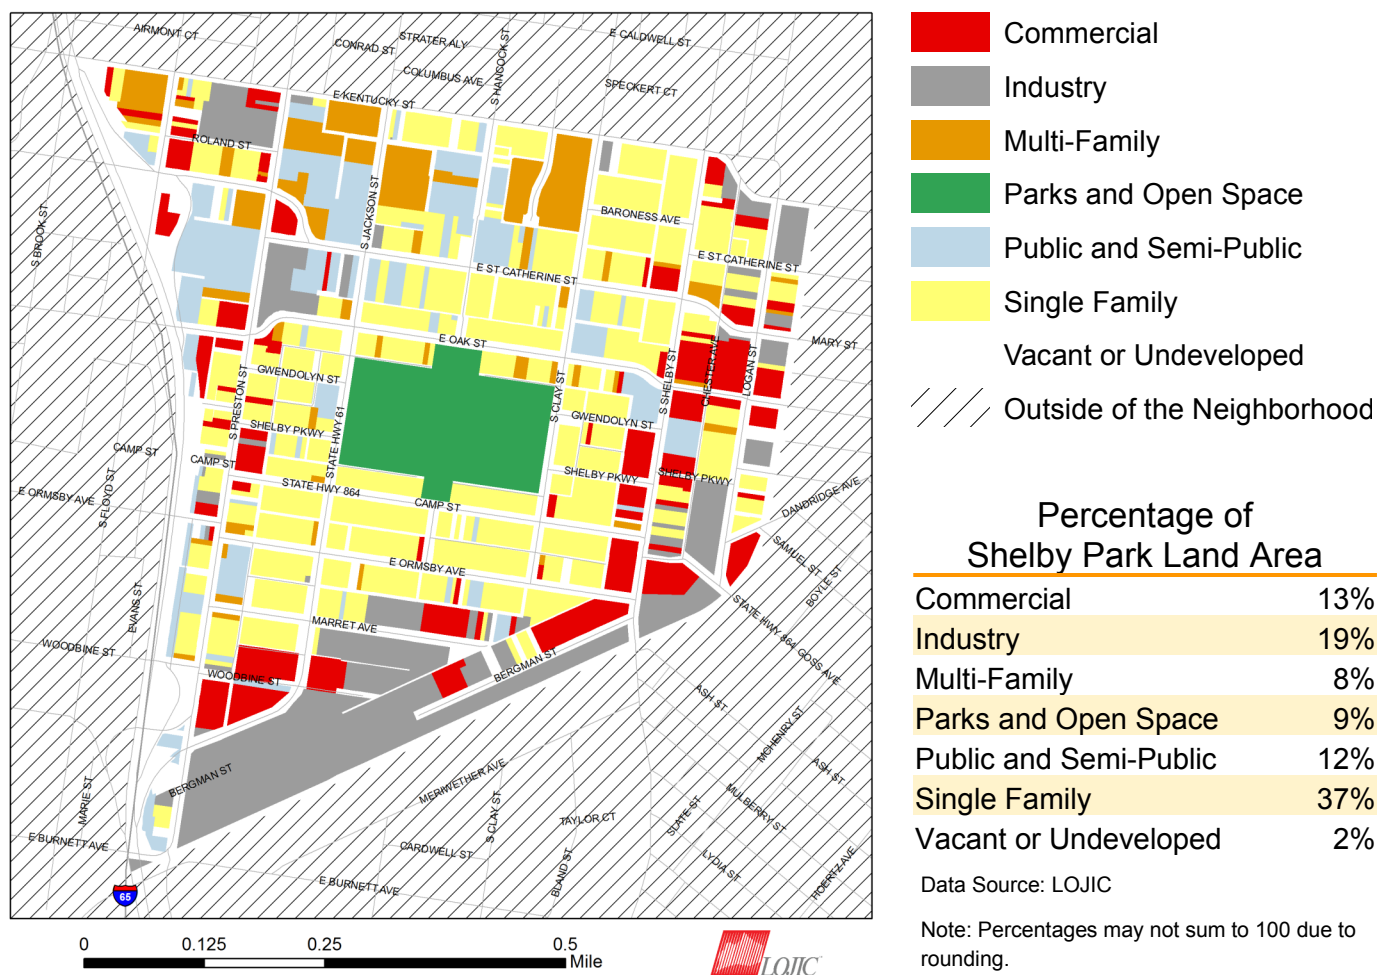 AIRMONT CT
STRATER ALY
CONRAD ST
COLUMBUS AVE
S HANCOCK ST
E CALDWELL ST
SPECKERT CT
E KENTUCKY ST
ROLAND ST
S JACKSON ST
S BROOK ST
BARONESS AVE
E ST CATHERINE ST
E ST CATHERINE ST
MARY ST
E OAK ST
CHESTER AVE
LOGAN ST
S SHELBY ST
GWENDOLYN ST
S PRESTON ST
S CLAY ST
GWENDOLYN ST
STATE HWY 61
SHELBY PKWY
CAMP ST
CAMP ST
SHELBY PKWY
SHELBY PKWY
STATE HWY 864
CAMP ST
DANDRIDGE AVE
E ORMSBY AVE
S FLOYD ST
SAMUEL ST
BOYLE ST
E ORMSBY AVE
EVANS ST
STATE HWY 864
GOSS AVE
MARRET AVE
WOODBINE ST
BERGMAN ST
WOODBINE ST
ASH ST
MCHENRY ST
ASH ST
BERGMAN ST
MERIWETHER AVE
MARIE ST
S CLAY ST
TAYLOR CT
SLATE ST
MULBERRY ST
E BURNETT AVE
CARDWELL ST
BLAND ST
LYDIA ST
HOERTZ AVE
E BURNETT AVE
65
0 0.125 0.25 0.5
Mile
LOJIC
Commercial
Industry
Multi-Family
Parks and Open Space
Public and Semi-Public
Single Family
Vacant or Undeveloped
Outside of the Neighborhood
Percentage of
Shelby Park Land Area
Commercial 13%
Industry 19%
Multi-Family 8%
Parks and Open Space 9%
Public and Semi-Public 12%
Single Family 37%
Vacant or Undeveloped 2%
Data Source: LOJIC
Note: Percentages may not sum to 100 due to
rounding.